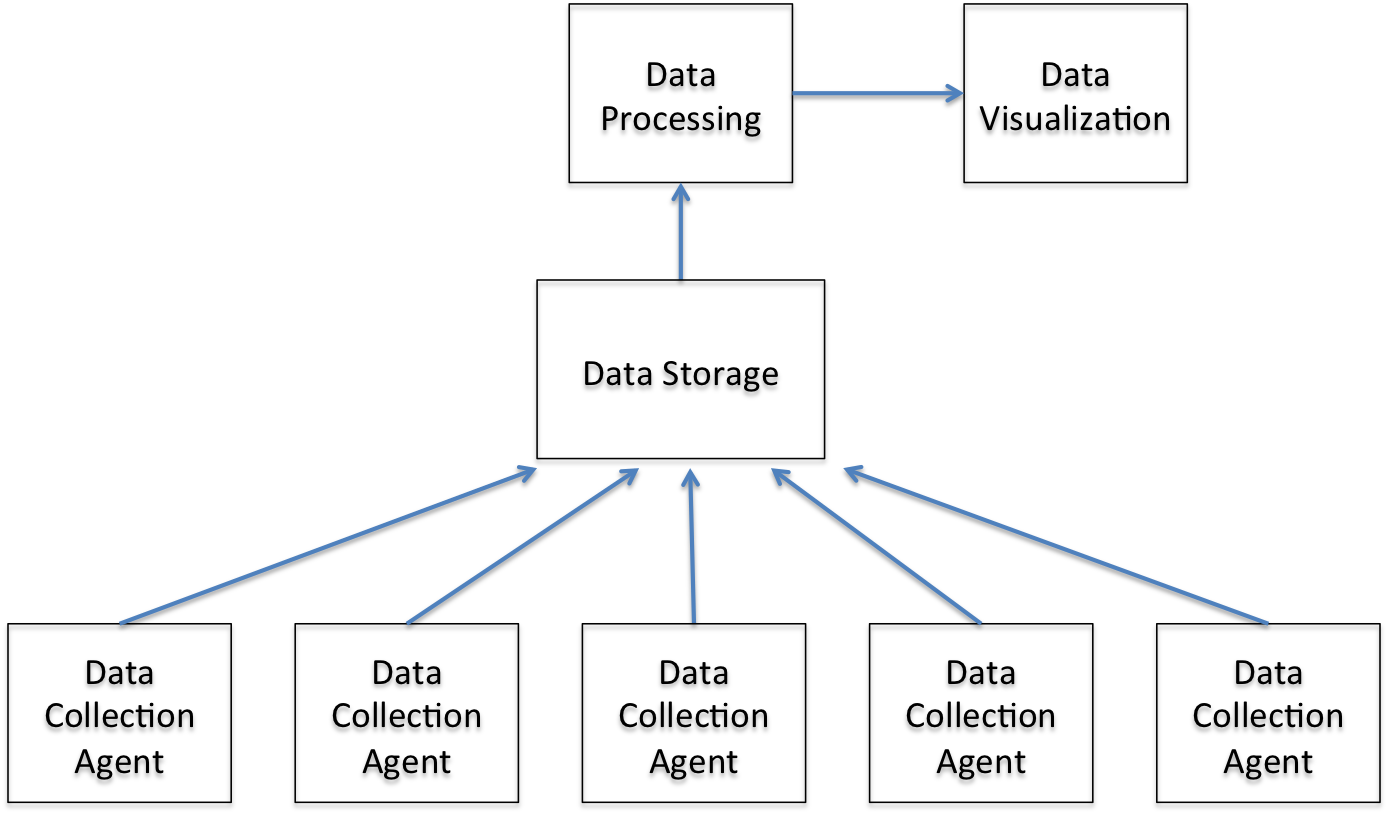 Data
Processing
Data
Visualization
Data Storage
Data
Collection
Agent
Data
Collection
Agent
Data
Collection
Agent
Data
Collection
Agent
Data
Collection
Agent